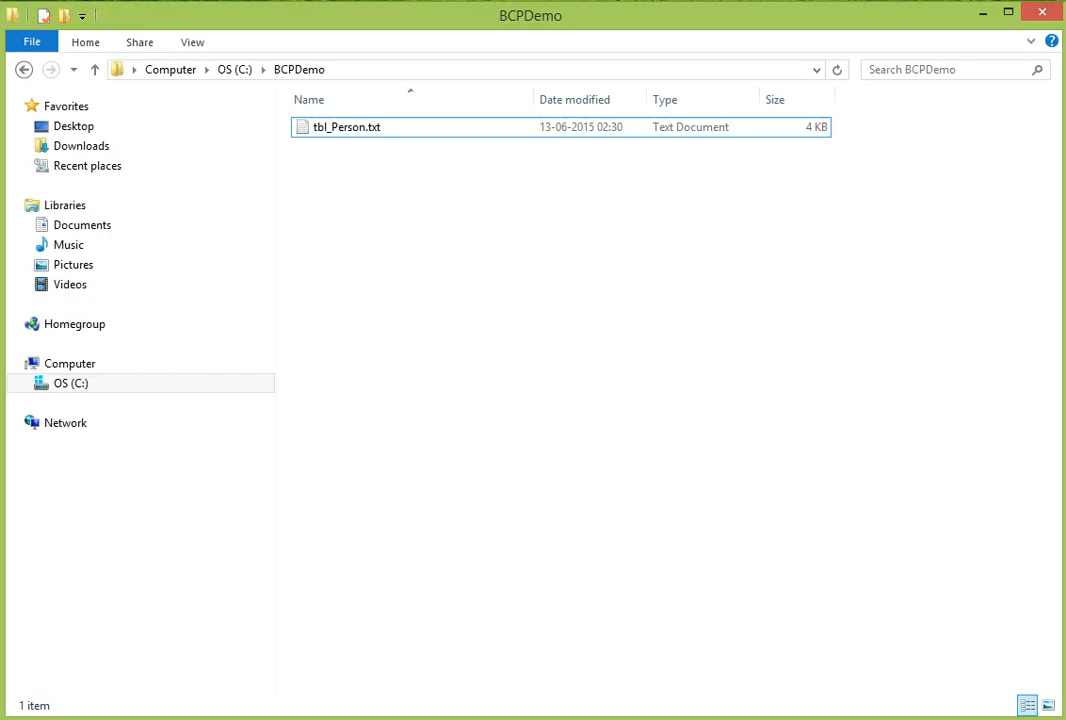 BCPDemo
File Home Share View
Computer OS (C:) BCPDemo Search BCPDemo
Name Date modified Type Size
tbl_Person.txt 13-06-2015 02:30 Text Document 4 KB
Favorites
Desktop
Downloads
Recent places
Libraries
Documents
Music
Pictures
Videos
Homegroup
Computer
OS (C:)
Network
1 item